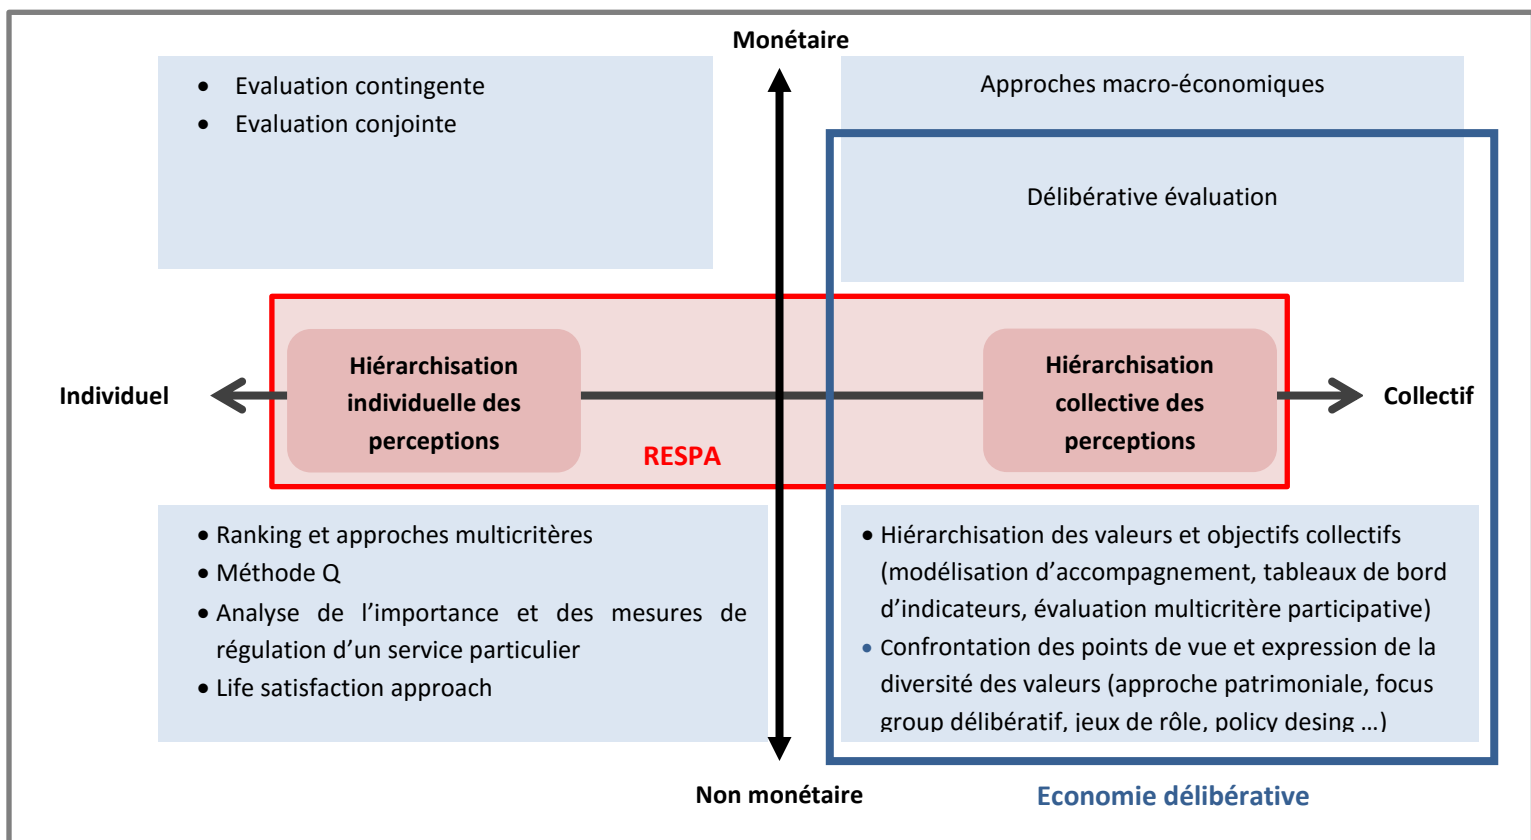 Monétaire
• Evaluation contingente
• Evaluation conjointe
Approches macro-économiques
Délibérative évaluation
Individuel
Hiérarchisation
individuelle des
perceptions
RESPA
Hiérarchisation
collective des
perceptions
Collectif
• Ranking et approches multicritères
• Méthode Q
• Analyse de l’importance et des mesures de
régulation d’un service particulier
• Life satisfaction approach
• Hiérarchisation des valeurs et objectifs collectifs
(modélisation d’accompagnement, tableaux de bord
d’indicateurs, évaluation multicritère participative)
• Confrontation des points de vue et expression de la
diversité des valeurs (approche patrimoniale, focus
group délibératif, jeux de rôle, policy desing …)
Non monétaire
Economie délibérative